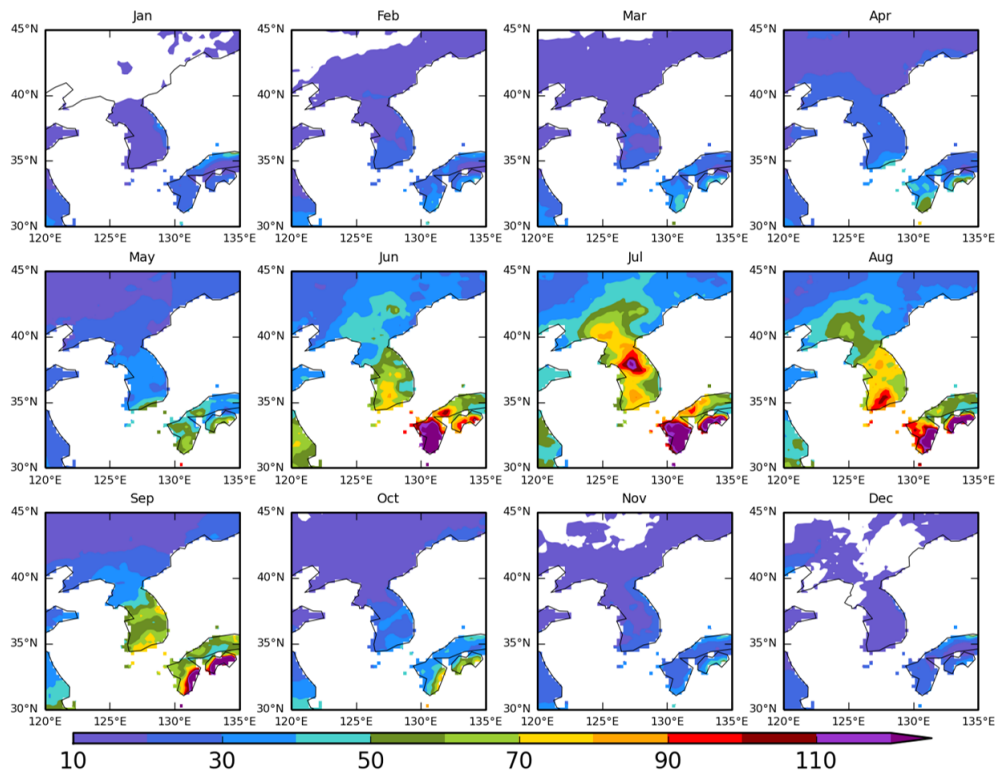 Jan Feb Mar Apr
45°N 45°N 45°N 45°N
40°N 40°N 40°N 40°N
35°N 35°N 35°N 35°N
30°N 30°N 30°N 30°N
120°E 125°E 130°E 135°E 120°E 125°E 130°E 135°E 120°E 125°E 130°E 135°E 120°E 125°E 130°E 135°E
May Jun Jul Aug
45°N 45°N 45°N 45°N
40°N 40°N 40°N 40°N
35°N 35°N 35°N 35°N
30°N 30°N 30°N 30°N
120°E 125°E 130°E 135°E 120°E 125°E 130°E 135°E 120°E 125°E 130°E 135°E 120°E 125°E 130°E 135°E
Sep Oct Nov Dec
45°N 45°N 45°N 45°N
40°N 40°N 40°N 40°N
35°N 35°N 35°N 35°N
30°N 30°N 30°N 30°N
120°E 125°E 130°E 135°E 120°E 125°E 130°E 135°E 120°E 125°E 130°E 135°E 120°E 125°E 130°E 135°E
10 30 50 70 90 110